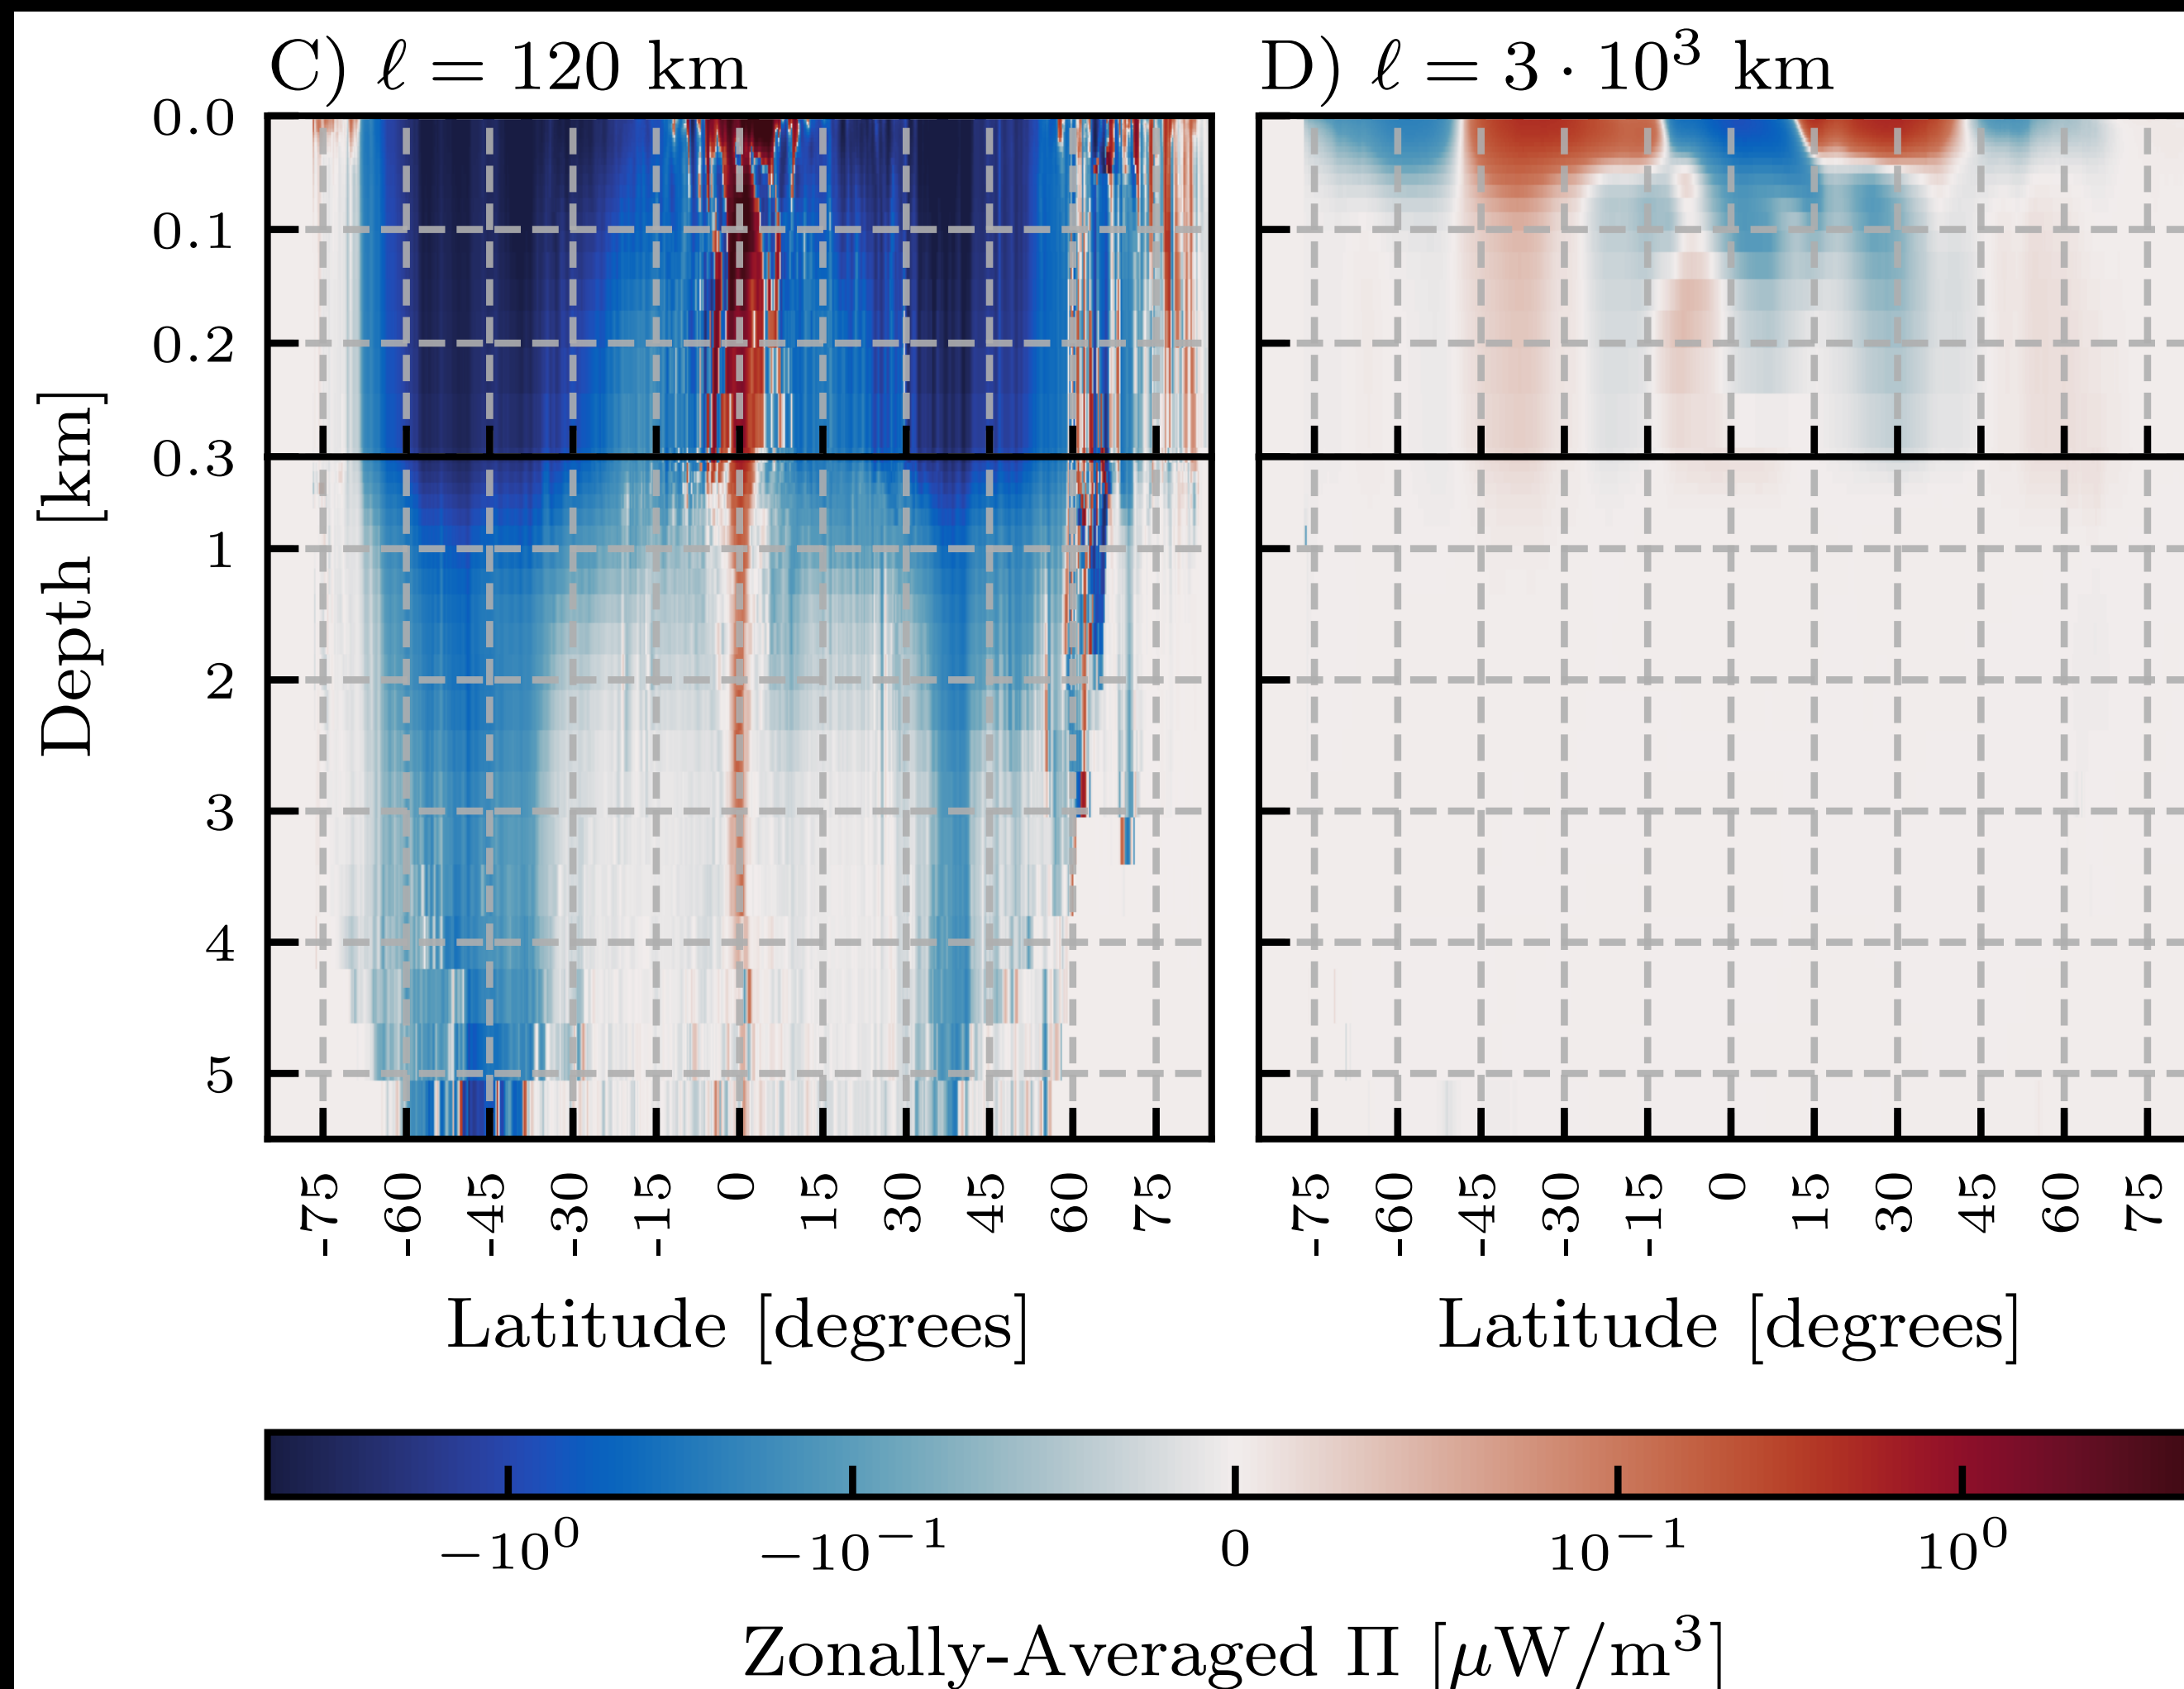 C) ℓ = 120 km
D) ℓ = 3 · 10³ km
Depth [km]
0.0
0.1
0.2
0.3
1
2
3
4
5
-75 -60 -45 -30 -15 0 15 30 45 60 75
-75 -60 -45 -30 -15 0 15 30 45 60 75
Latitude [degrees]
Latitude [degrees]
−10⁰ −10⁻¹ 0 10⁻¹ 10⁰
Zonally-Averaged Π [μW/m³]